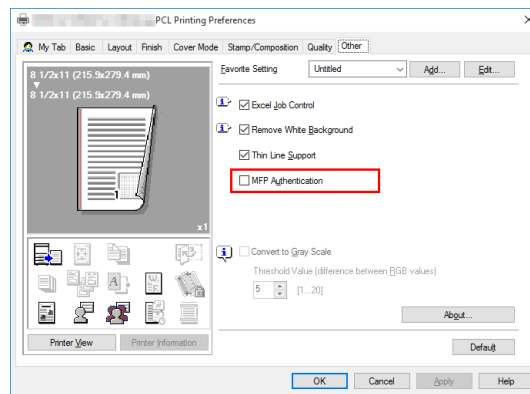 PCL Printing Preferences
My Tab Basic Layout Finish Cover Mode Stamp/Composition Quality Other
8 1/2x11 (215.9x279.4 mm)
8 1/2x11 (215.9x279.4 mm)
1
x1
Favorite Setting Untitled Add... Edit...
Excel Job Control
Remove White Background
Thin Line Support
MFP Authentication
Convert to Gray Scale
Threshold Value (difference between RGB values)
5 [1...20]
About...
Printer View Printer Information
Default
OK Cancel Apply Help